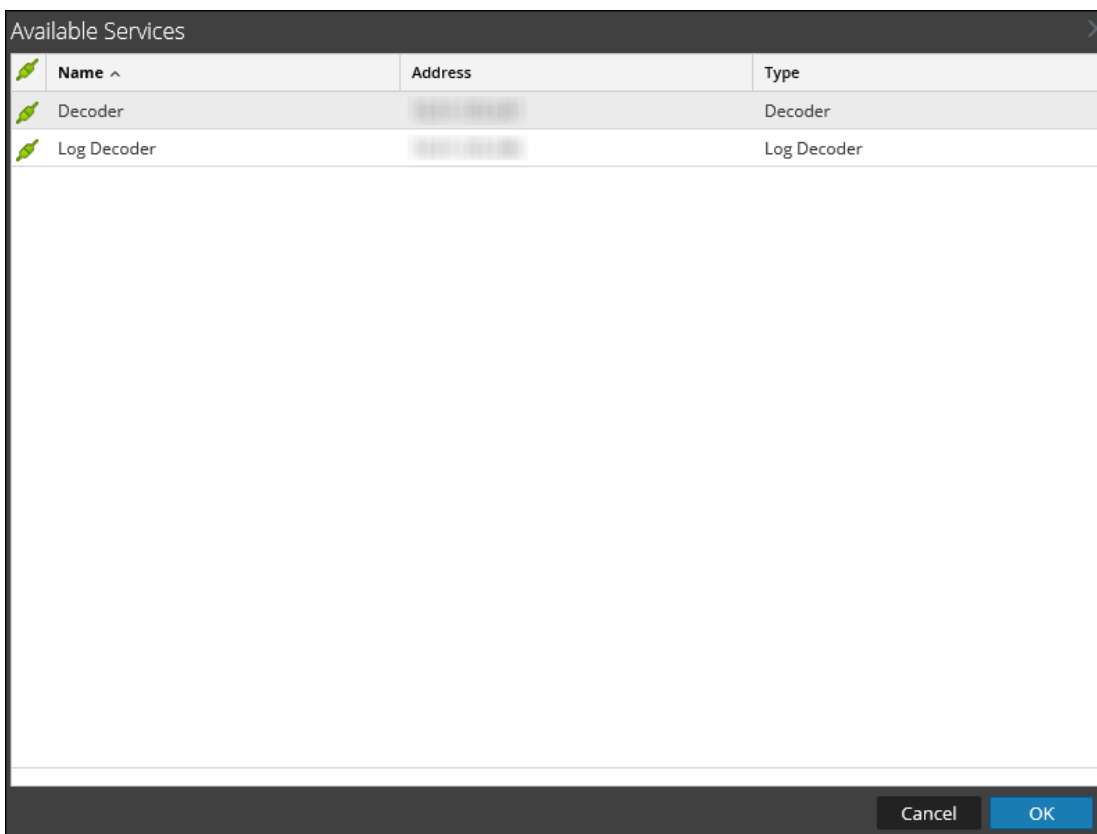 Available Services
Name Address Type
Decoder Decoder
Log Decoder Log Decoder
Cancel OK